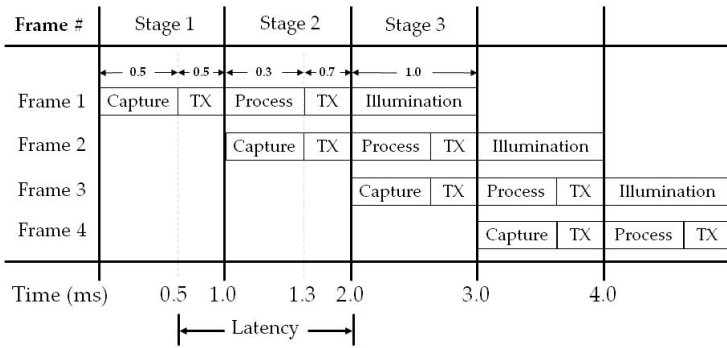 Frame # Stage 1 Stage 2 Stage 3
0.5 0.5 0.3 0.7 1.0
Frame 1 Capture TX Process TX Illumination
Frame 2 Capture TX Process TX Illumination
Frame 3 Capture TX Process TX Illumination
Frame 4 Capture TX Process TX
Time (ms) 0.5 1.0 1.3 2.0 3.0 4.0
Latency